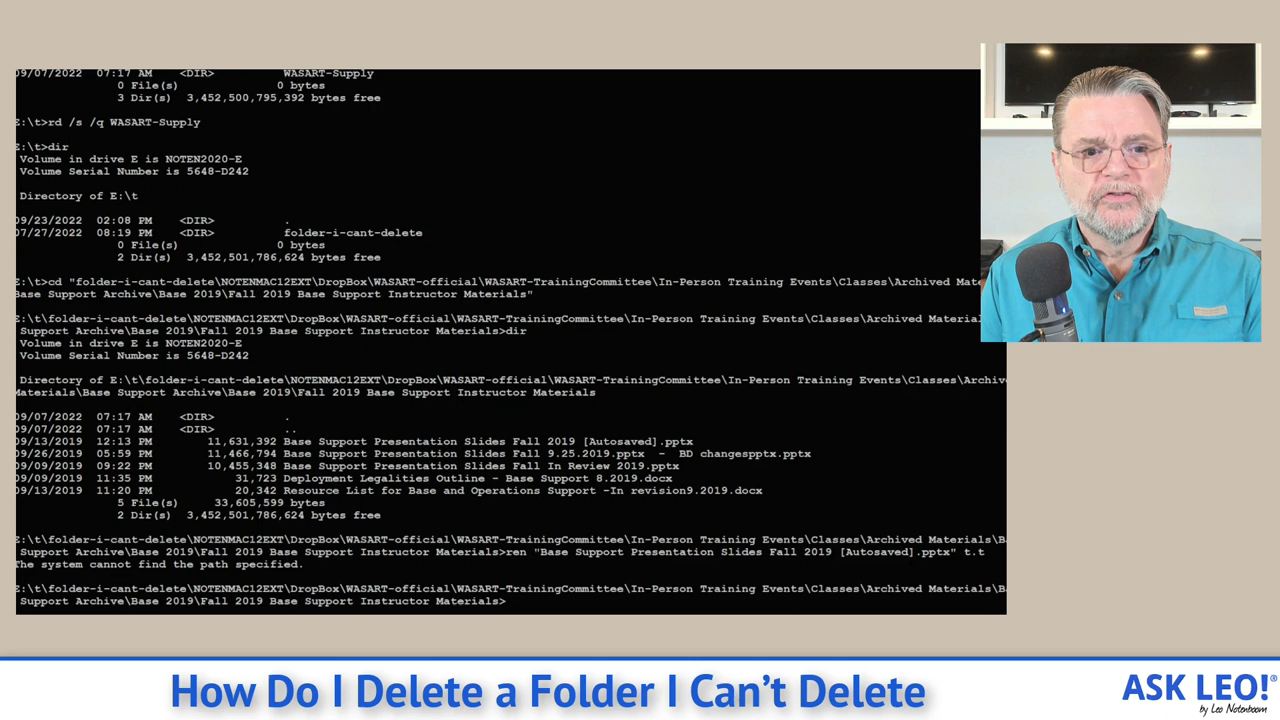 09/07/2022 07:17 AM <DIR> WASART-Supply
0 File(s) 0 bytes
3 Dir(s) 3,452,500,795,392 bytes free
E:\t>rd /s /q WASART-Supply
E:\t>dir
Volume in drive E is NOTEN2020-E
Volume Serial Number is 5648-D242
Directory of E:\t
09/23/2022 02:08 PM <DIR> .
07/27/2022 08:19 PM <DIR> folder-i-cant-delete
0 File(s) 0 bytes
2 Dir(s) 3,452,501,786,624 bytes free
E:\t>cd "folder-i-cant-delete\NOTENMAC12EXT\DropBox\WASART-official\WASART-TrainingCommittee\In-Person Training Events\Classes\Archived Mate
Base Support Archive\Base 2019\Fall 2019 Base Support Instructor Materials"
E:\t\folder-i-cant-delete\NOTENMAC12EXT\DropBox\WASART-official\WASART-TrainingCommittee\In-Person Training Events\Classes\Archived Material
Support Archive\Base 2019\Fall 2019 Base Support Instructor Materials>dir
Volume in drive E is NOTEN2020-E
Volume Serial Number is 5648-D242
Directory of E:\t\folder-i-cant-delete\NOTENMAC12EXT\DropBox\WASART-official\WASART-TrainingCommittee\In-Person Training Events\Classes\Archive
Materials\Base Support Archive\Base 2019\Fall 2019 Base Support Instructor Materials
09/07/2022 07:17 AM <DIR> .
09/07/2022 07:17 AM <DIR> ..
09/13/2019 12:13 PM 11,631,392 Base Support Presentation Slides Fall 2019 [Autosaved].pptx
09/26/2019 05:59 PM 11,466,794 Base Support Presentation Slides Fall 9.25.2019.pptx - BD changespptx.pptx
09/09/2019 09:22 PM 10,455,348 Base Support Presentation Slides Fall In Review 2019.pptx
09/09/2019 11:35 PM 31,723 Deployment Legalities Outline - Base Support 8.2019.docx
09/13/2019 11:20 PM 20,342 Resource List for Base and Operations Support -In revision9.2019.docx
5 File(s) 33,605,599 bytes
2 Dir(s) 3,452,501,786,624 bytes free
E:\t\folder-i-cant-delete\NOTENMAC12EXT\DropBox\WASART-official\WASART-TrainingCommittee\In-Person Training Events\Classes\Archived Materials\Ba
Support Archive\Base 2019\Fall 2019 Base Support Instructor Materials>ren "Base Support Presentation Slides Fall 2019 [Autosaved].pptx" t.t
The system cannot find the path specified.
E:\t\folder-i-cant-delete\NOTENMAC12EXT\DropBox\WASART-official\WASART-TrainingCommittee\In-Person Training Events\Classes\Archived Materials\Ba
Support Archive\Base 2019\Fall 2019 Base Support Instructor Materials>
How Do I Delete a Folder I Can't Delete
ASK LEO!®
by Leo Notenboom